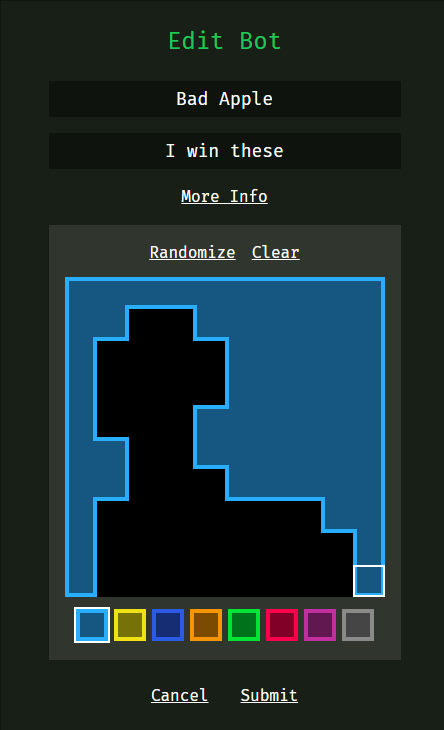 Edit Bot
Bad Apple
I win these
More Info
Randomize Clear
Cancel Submit